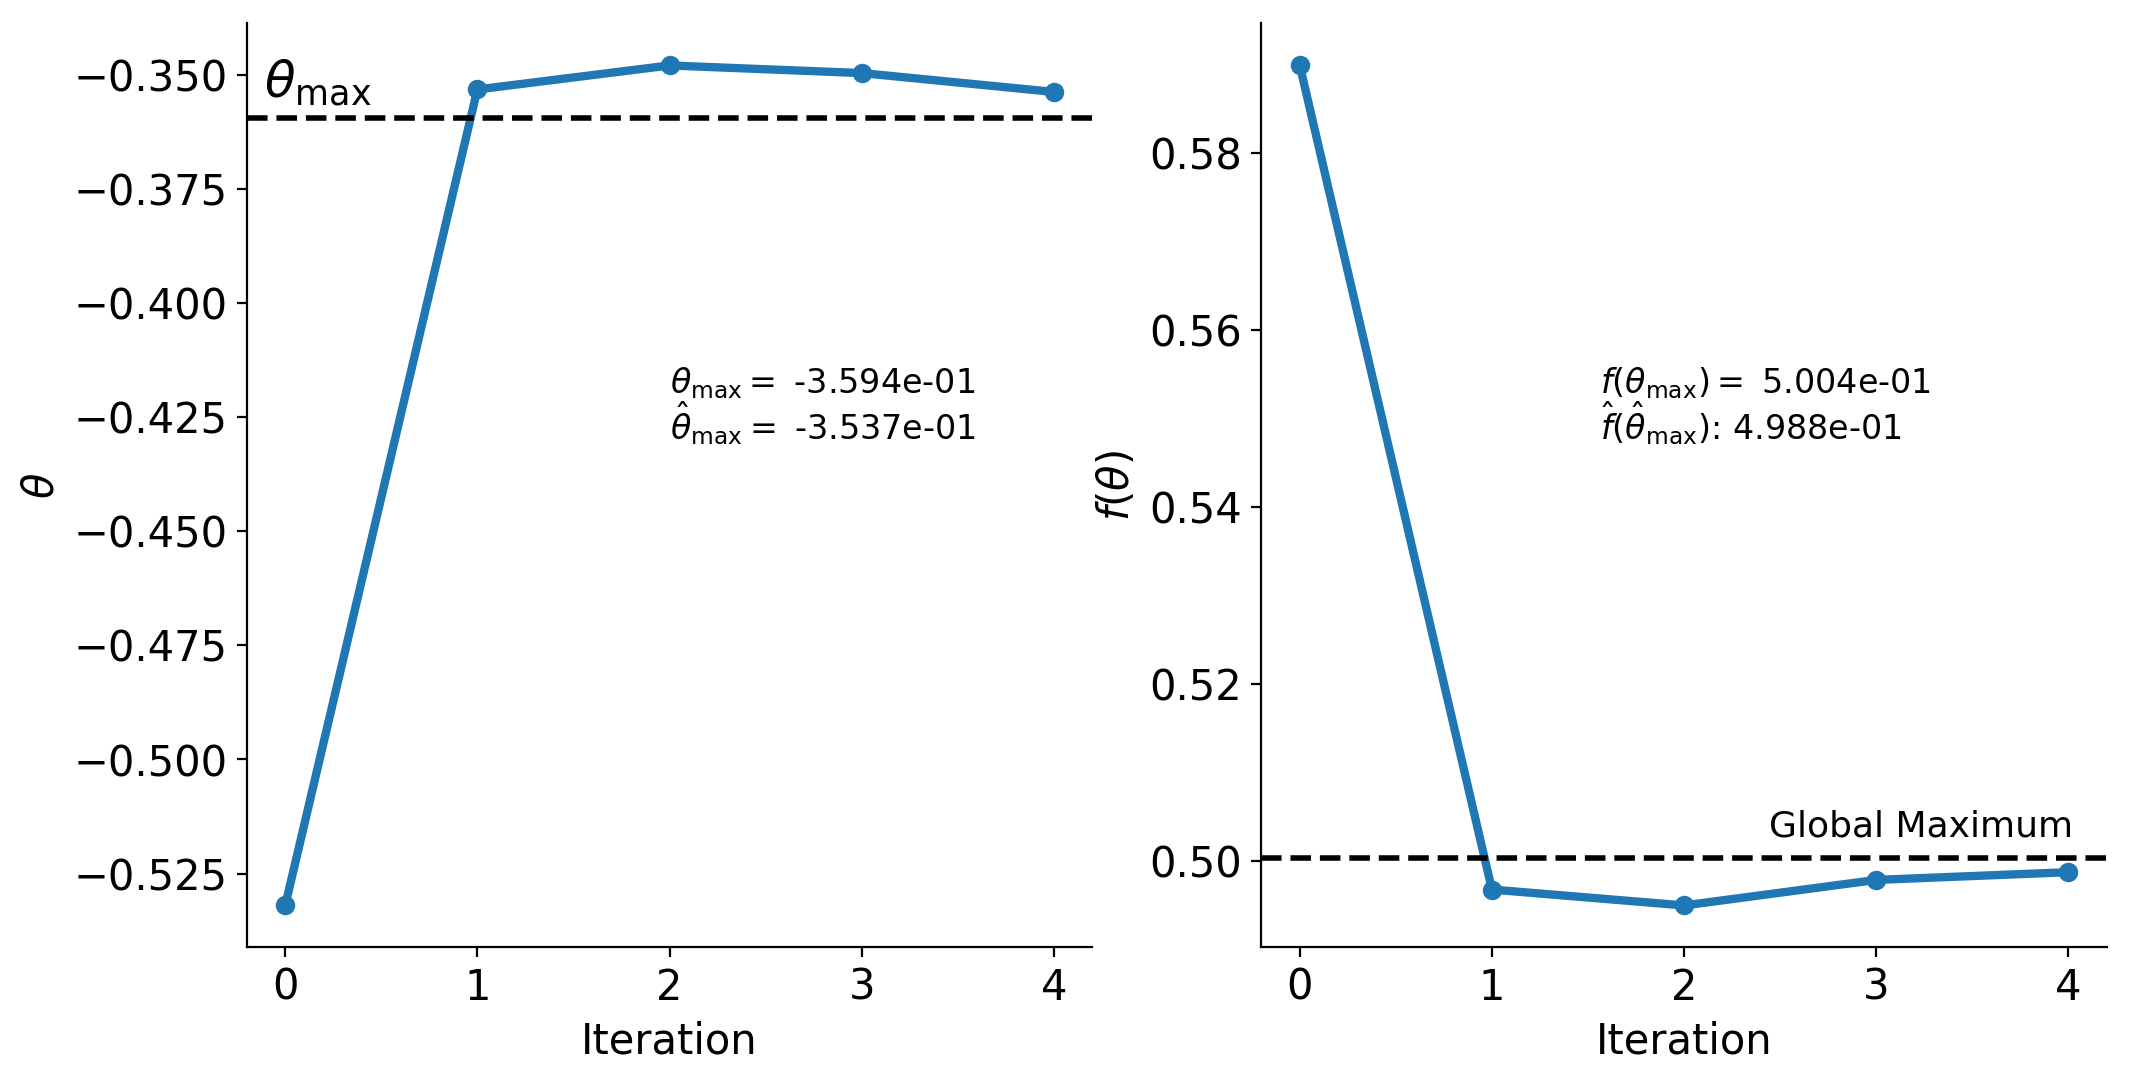 θmax
−0.350
−0.375
−0.400
−0.425
−0.450
−0.475
−0.500
−0.525
θ
θmax = -3.594e-01
θ̂max = -3.537e-01
0 1 2 3 4
Iteration
0.58
0.56
0.54
0.52
0.50
f(θ)
f(θmax) = 5.004e-01
f̂(θ̂max): 4.988e-01
Global Maximum
0 1 2 3 4
Iteration